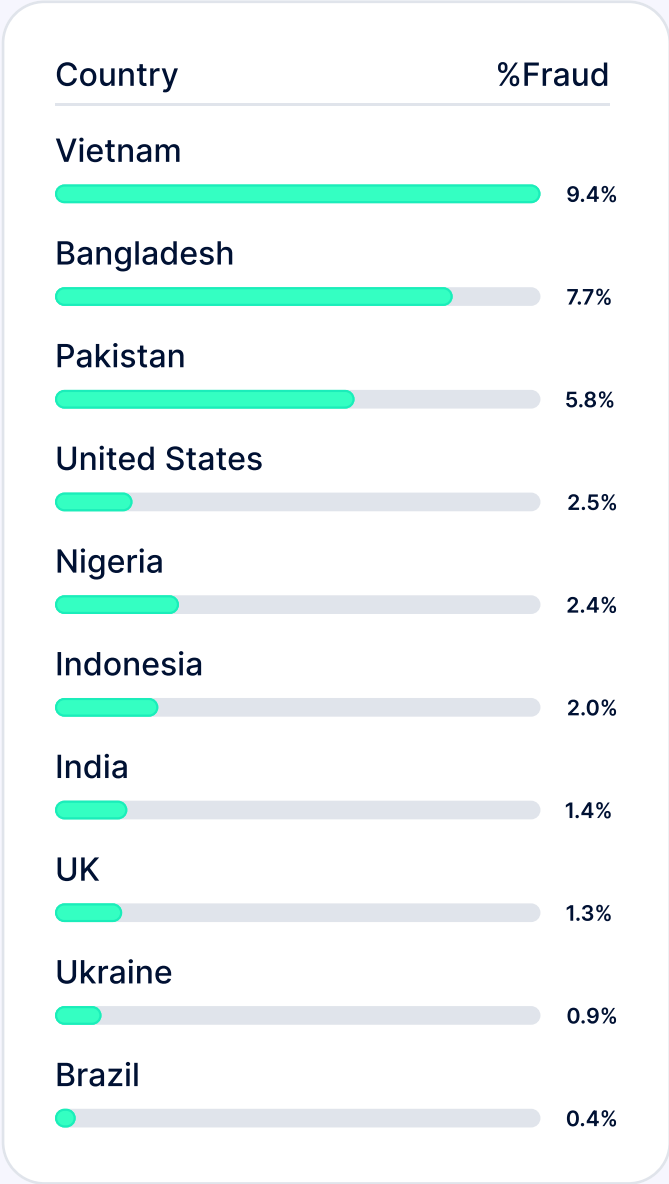 Country %Fraud
Vietnam
9.4%
Bangladesh
7.7%
Pakistan
5.8%
United States
2.5%
Nigeria
2.4%
Indonesia
2.0%
India
1.4%
UK
1.3%
Ukraine
0.9%
Brazil
0.4%